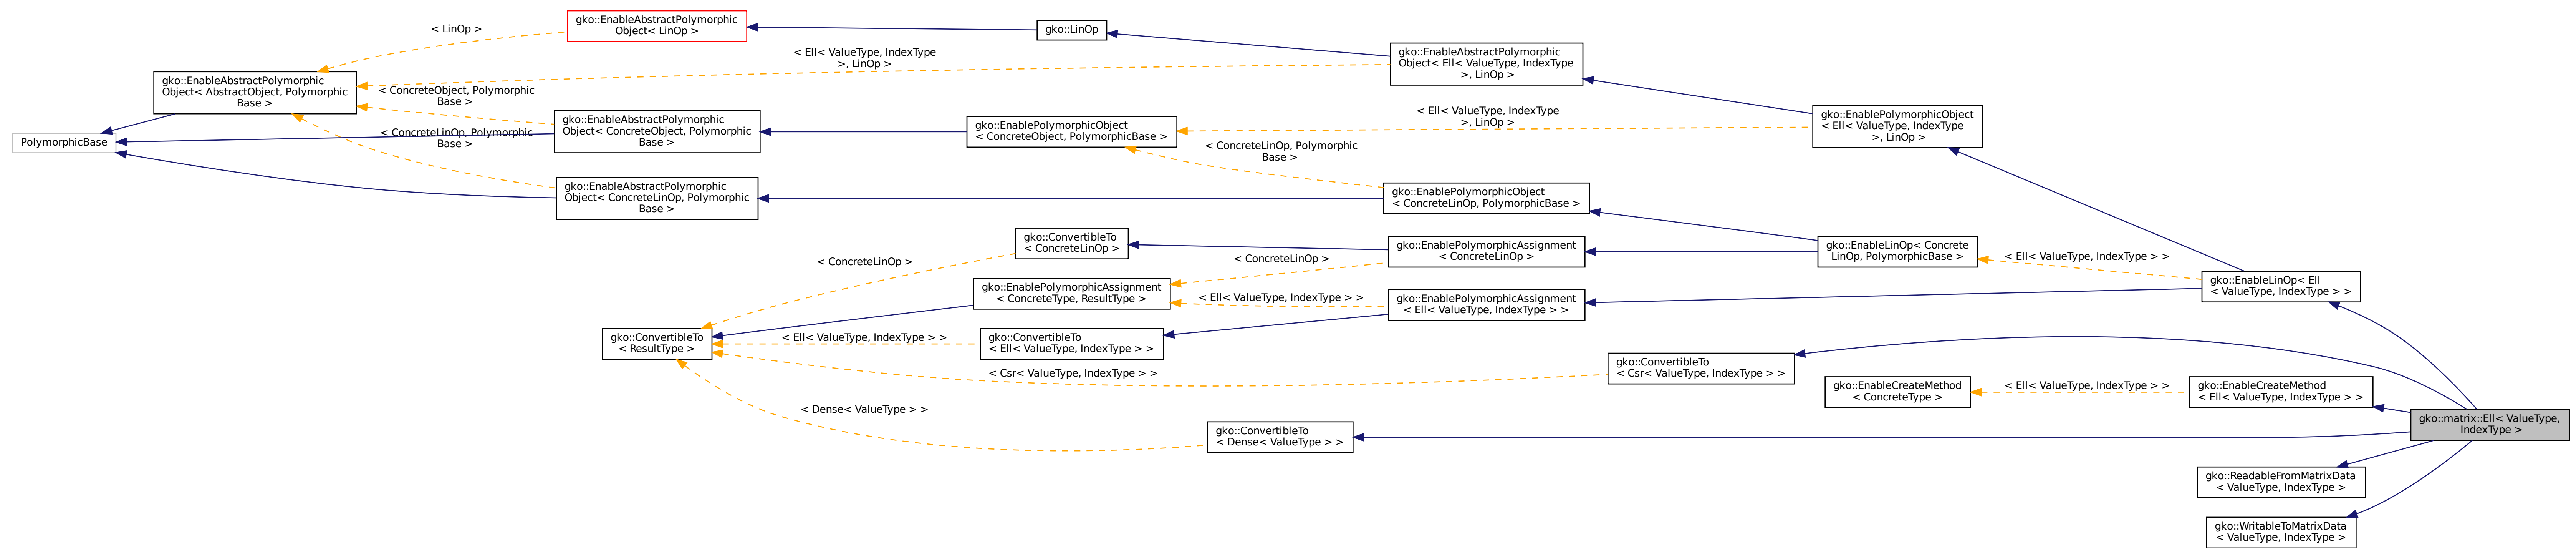 gko::EnableAbstractPolymorphic
Object< LinOp >
< LinOp >
gko::LinOp
< Ell< ValueType, IndexType
>, LinOp >
gko::EnableAbstractPolymorphic
Object< Ell< ValueType, IndexType
>, LinOp >
gko::EnableAbstractPolymorphic
Object< AbstractObject, Polymorphic
Base >
< ConcreteObject, Polymorphic
Base >
gko::EnableAbstractPolymorphic
Object< ConcreteObject, Polymorphic
Base >
gko::EnablePolymorphicObject
< ConcreteObject, PolymorphicBase >
< Ell< ValueType, IndexType
>, LinOp >
gko::EnablePolymorphicObject
< Ell< ValueType, IndexType
>, LinOp >
PolymorphicBase
< ConcreteLinOp, Polymorphic
Base >
< ConcreteLinOp, Polymorphic
Base >
gko::EnableAbstractPolymorphic
Object< ConcreteLinOp, Polymorphic
Base >
gko::EnablePolymorphicObject
< ConcreteLinOp, PolymorphicBase >
gko::ConvertibleTo
< ConcreteLinOp >
gko::EnablePolymorphicAssignment
< ConcreteLinOp >
gko::EnableLinOp< Concrete
LinOp, PolymorphicBase >
< Ell< ValueType, IndexType > >
< ConcreteLinOp >
< ConcreteLinOp >
gko::EnableLinOp< Ell
< ValueType, IndexType > >
gko::EnablePolymorphicAssignment
< ConcreteType, ResultType >
< Ell< ValueType, IndexType > >
gko::EnablePolymorphicAssignment
< Ell< ValueType, IndexType > >
gko::ConvertibleTo
< ResultType >
< Ell< ValueType, IndexType > >
gko::ConvertibleTo
< Ell< ValueType, IndexType > >
< Csr< ValueType, IndexType > >
gko::ConvertibleTo
< Csr< ValueType, IndexType > >
gko::EnableCreateMethod
< ConcreteType >
< Ell< ValueType, IndexType > >
gko::EnableCreateMethod
< Ell< ValueType, IndexType > >
< Dense< ValueType > >
gko::ConvertibleTo
< Dense< ValueType > >
gko::matrix::Ell< ValueType,
IndexType >
gko::ReadableFromMatrixData
< ValueType, IndexType >
gko::WritableToMatrixData
< ValueType, IndexType >